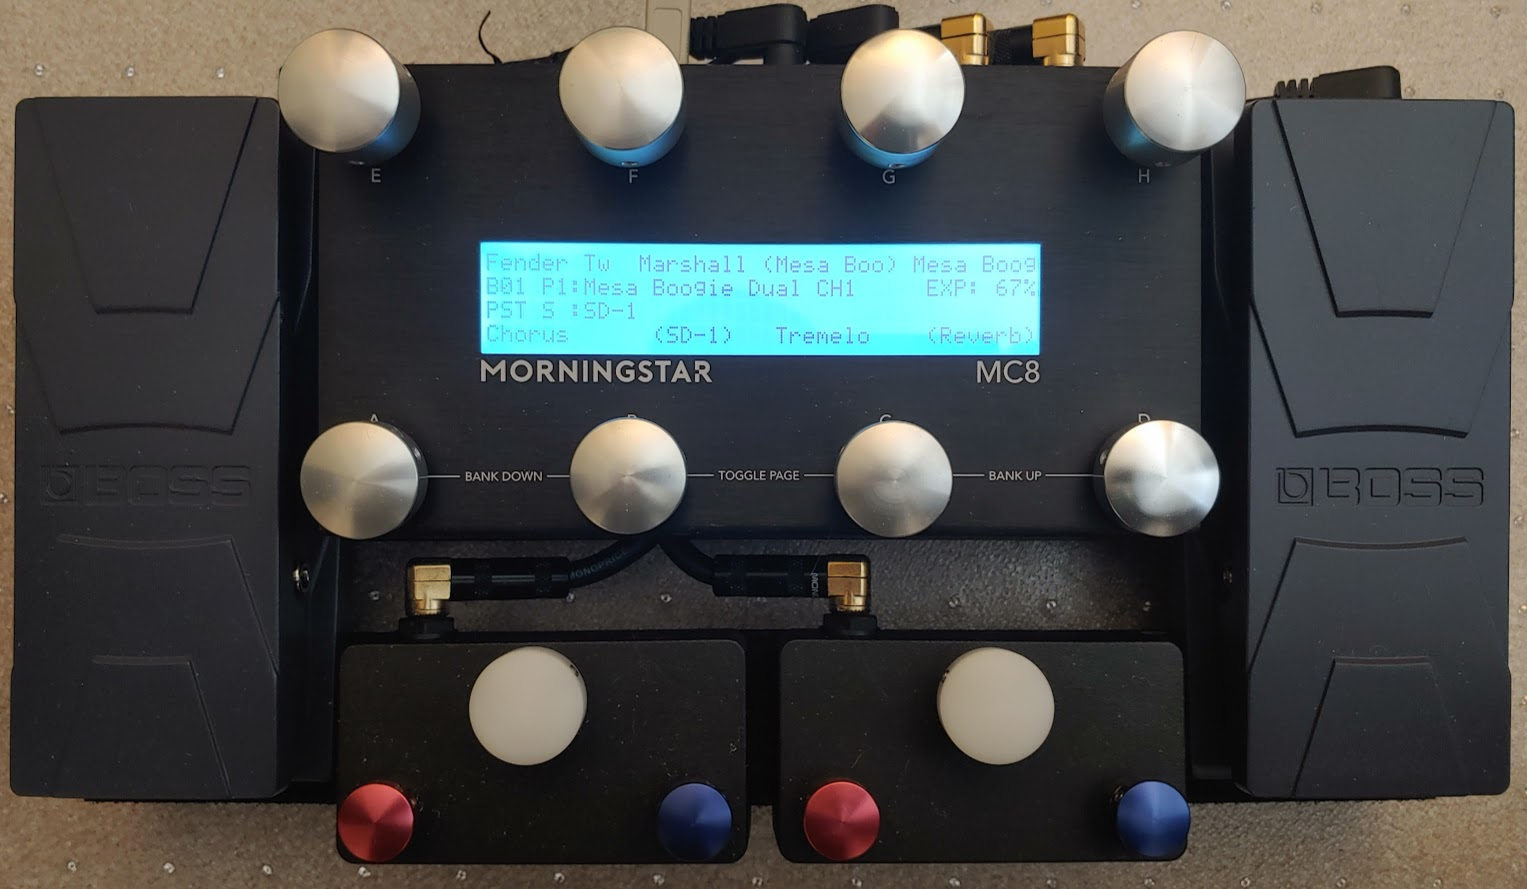 E F G H
Fender Tw Marshall (Mesa Boo) Mesa Boog
B01 P1:Mesa Boogie Dual CH1 EXP: 67%
PST S :SD-1
Chorus (SD-1) Tremelo (Reverb)
MORNINGSTAR MC8
A B C D
BANK DOWN TOGGLE PAGE BANK UP
BOSS BOSS
MONOPRICE